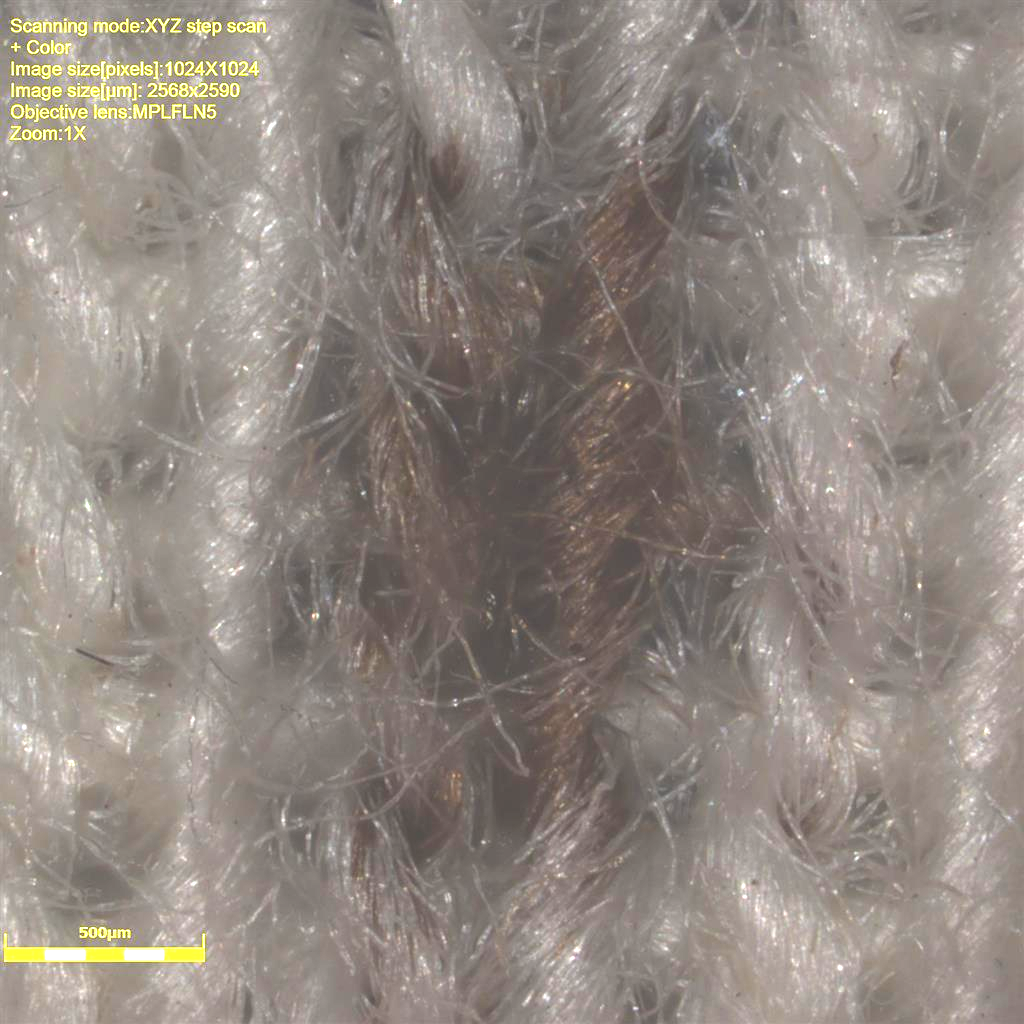 Scanning mode:XYZ step scan
+ Color
Image size[pixels]:1024X1024
Image size[µm]: 2568x2590
Objective lens:MPLFLN5
Zoom:1X
500µm